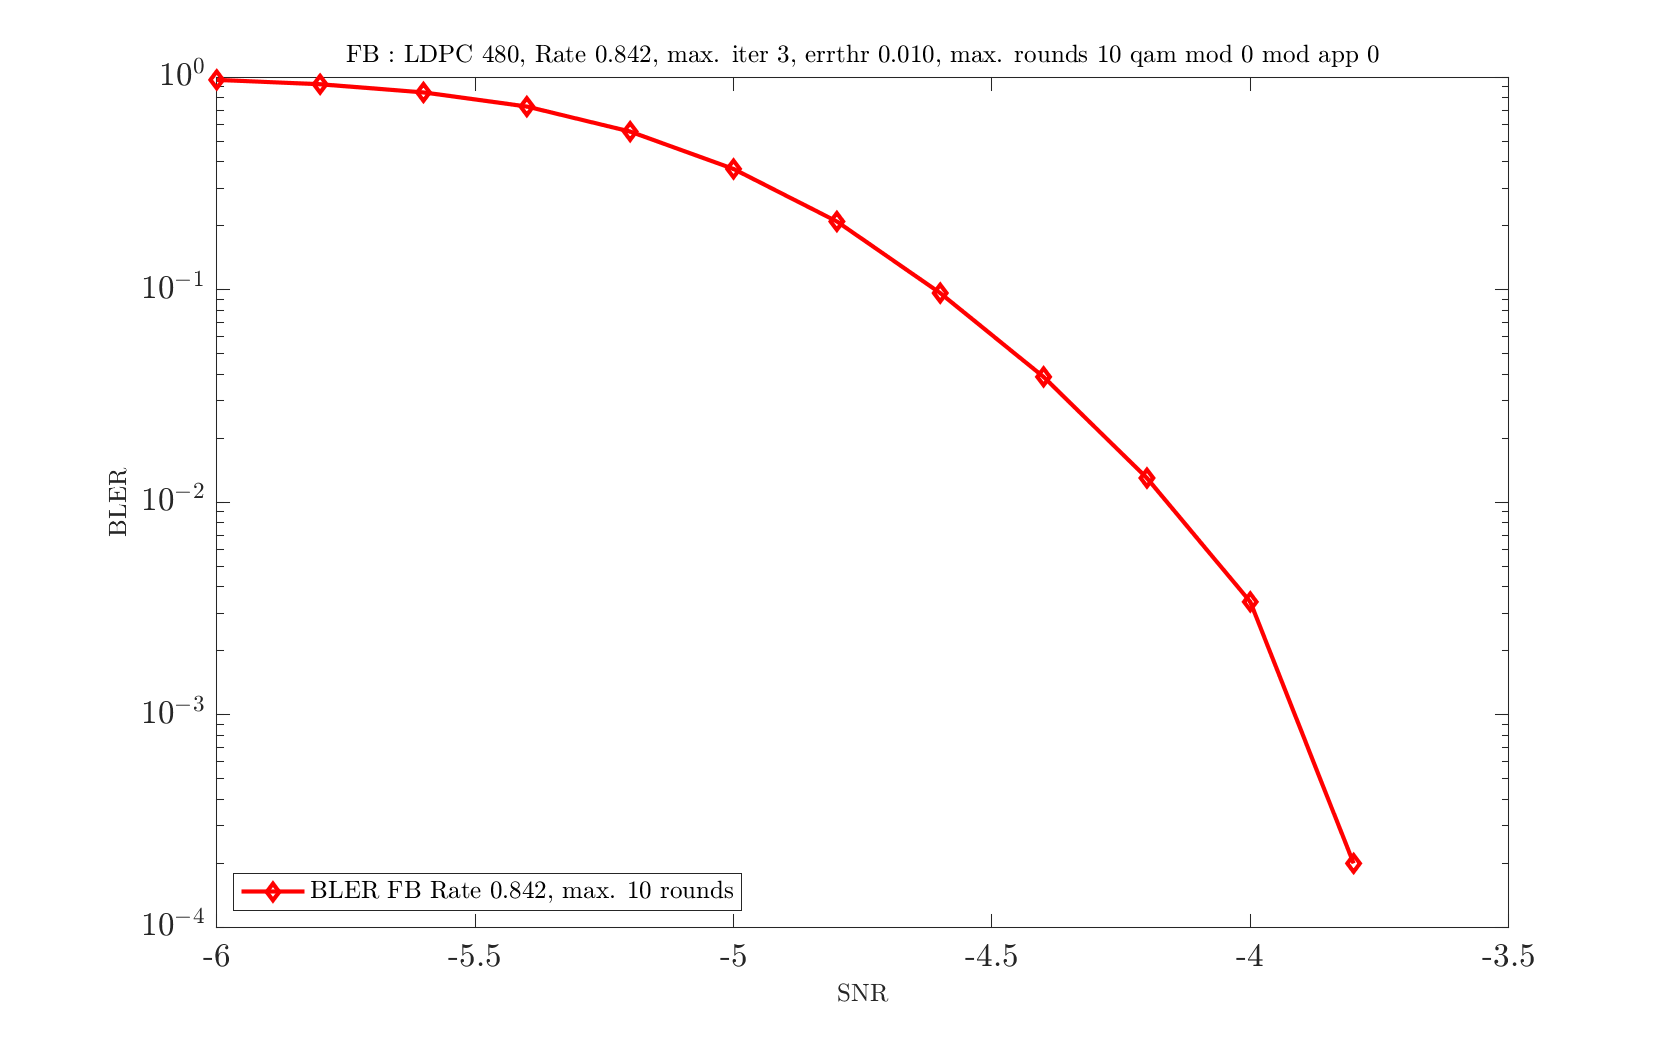 FB : LDPC 480, Rate 0.842, max. iter 3, errthr 0.010, max. rounds 10 qam mod 0 mod app 0
10^0
10^{-1}
10^{-2}
10^{-3}
10^{-4}
BLER
BLER FB Rate 0.842, max. 10 rounds
-6 -5.5 -5 -4.5 -4 -3.5
SNR